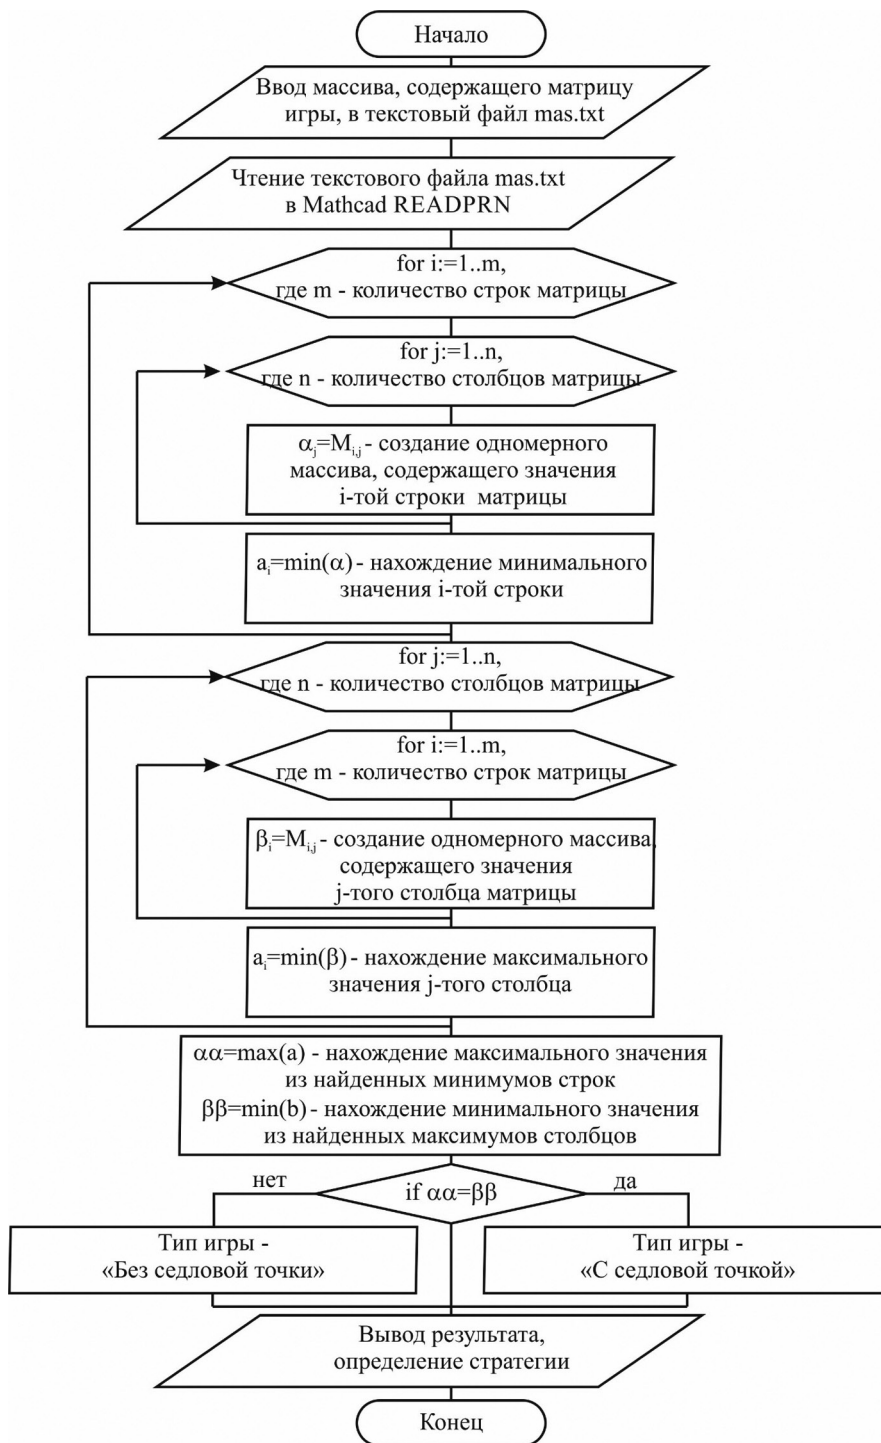 Начало
Ввод массива, содержащего матрицу
игры, в текстовый файл mas.txt
Чтение текстового файла mas.txt
в Mathcad READPRN
for i:=1..m,
где m - количество строк матрицы
for j:=1..n,
где n - количество столбцов матрицы
αj=Mi,j - создание одномерного
массива, содержащего значения
i-той строки матрицы
ai=min(α) - нахождение минимального
значения i-той строки
for j:=1..n,
где n - количество столбцов матрицы
for i:=1..m,
где m - количество строк матрицы
βi=Mi,j - создание одномерного массива,
содержащего значения
j-того столбца матрицы
ai=min(β) - нахождение максимального
значения j-того столбца
αα=max(a) - нахождение максимального значения
из найденных минимумов строк
ββ=min(b) - нахождение минимального значения
из найденных максимумов столбцов
нет
if αα=ββ
да
Тип игры -
«Без седловой точки»
Тип игры -
«С седловой точкой»
Вывод результата,
определение стратегии
Конец